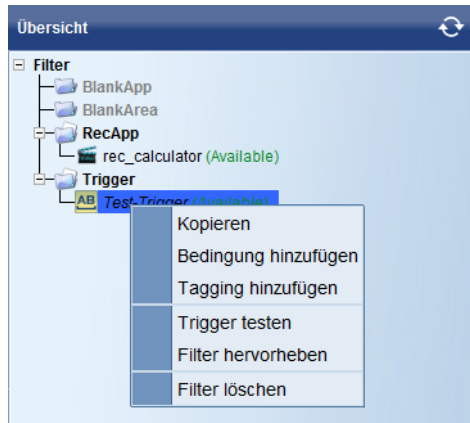 Übersicht
Filter
BlankApp
BlankArea
RecApp
rec_calculator (Available)
Trigger
AB Test-Trigger (Available)
Kopieren
Bedingung hinzufügen
Tagging hinzufügen
Trigger testen
Filter hervorheben
Filter löschen